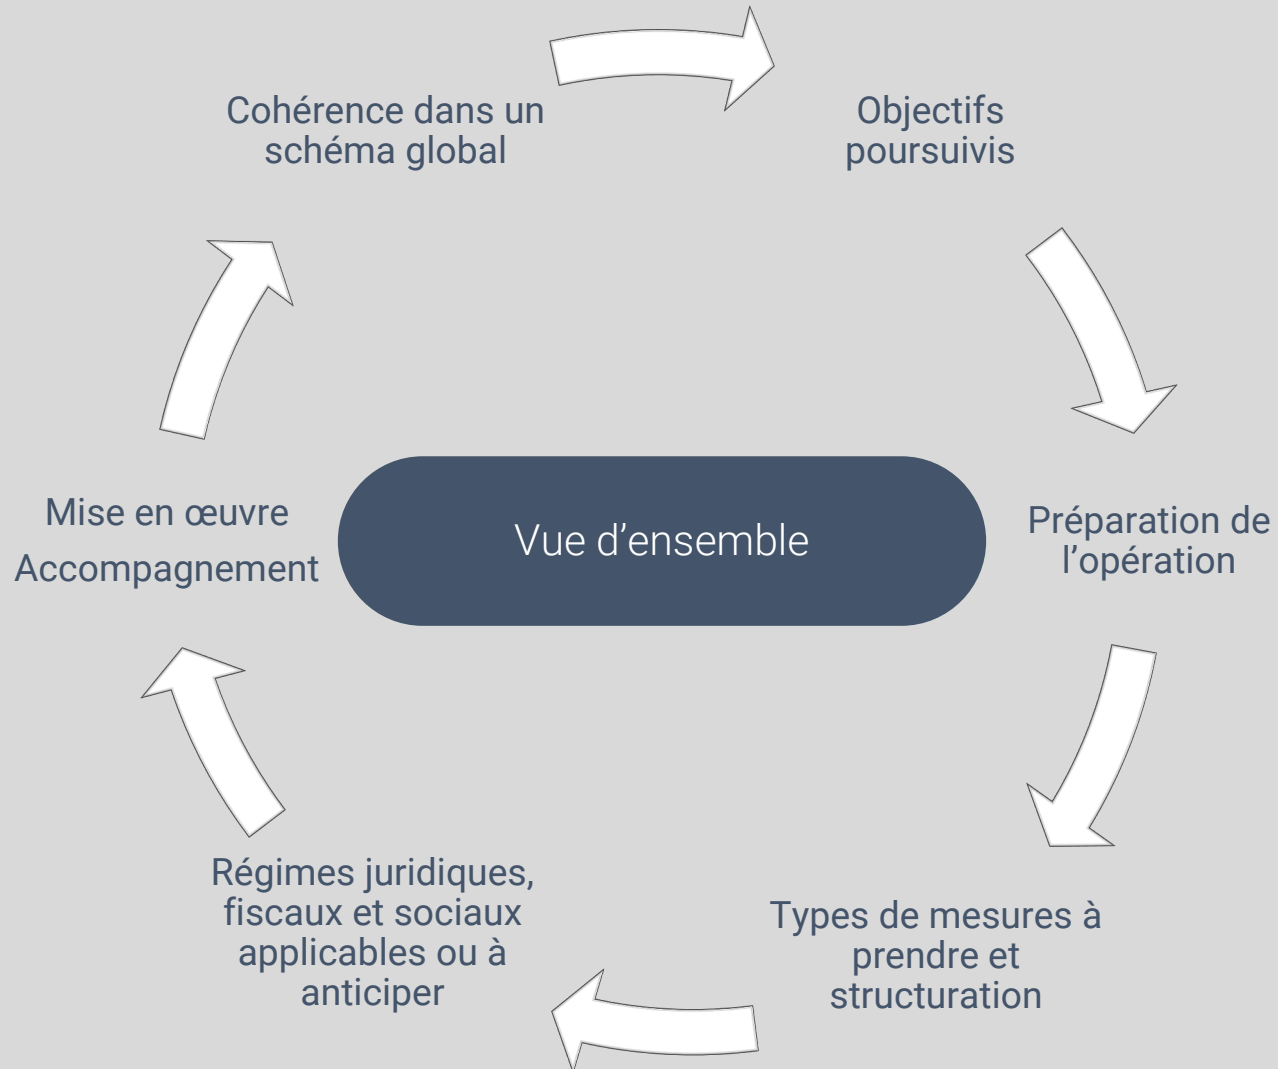 Cohérence dans un
schéma global
Objectifs
poursuivis
Préparation de
l’opération
Types de mesures à
prendre et
structuration
Régimes juridiques,
fiscaux et sociaux
applicables ou à
anticiper
Mise en œuvre
Accompagnement
Vue d’ensemble